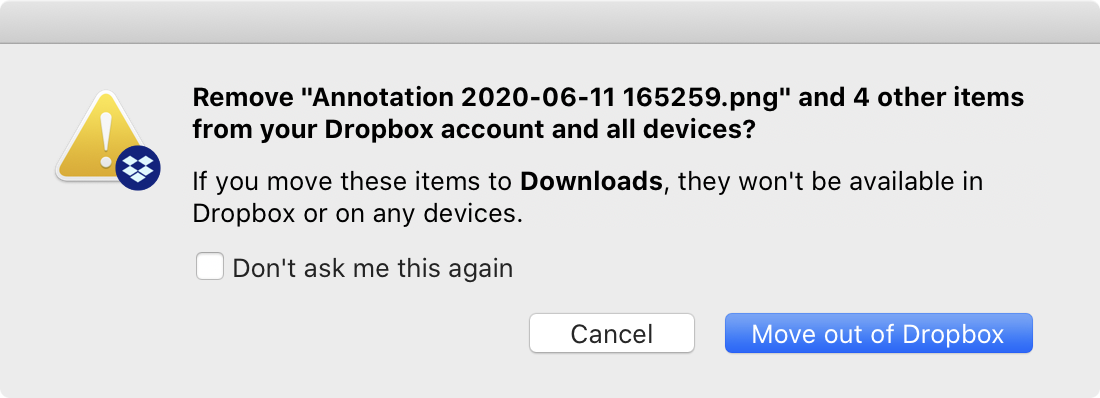 Remove "Annotation 2020-06-11 165259.png" and 4 other items
from your Dropbox account and all devices?
If you move these items to Downloads, they won't be available in
Dropbox or on any devices.
Don't ask me this again
Cancel
Move out of Dropbox